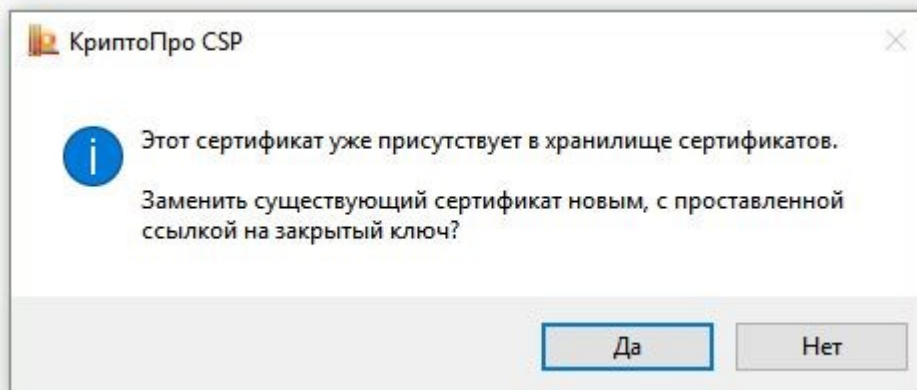 КриптоПро CSP
Этот сертификат уже присутствует в хранилище сертификатов.
Заменить существующий сертификат новым, с проставленной
ссылкой на закрытый ключ?
Да
Нет